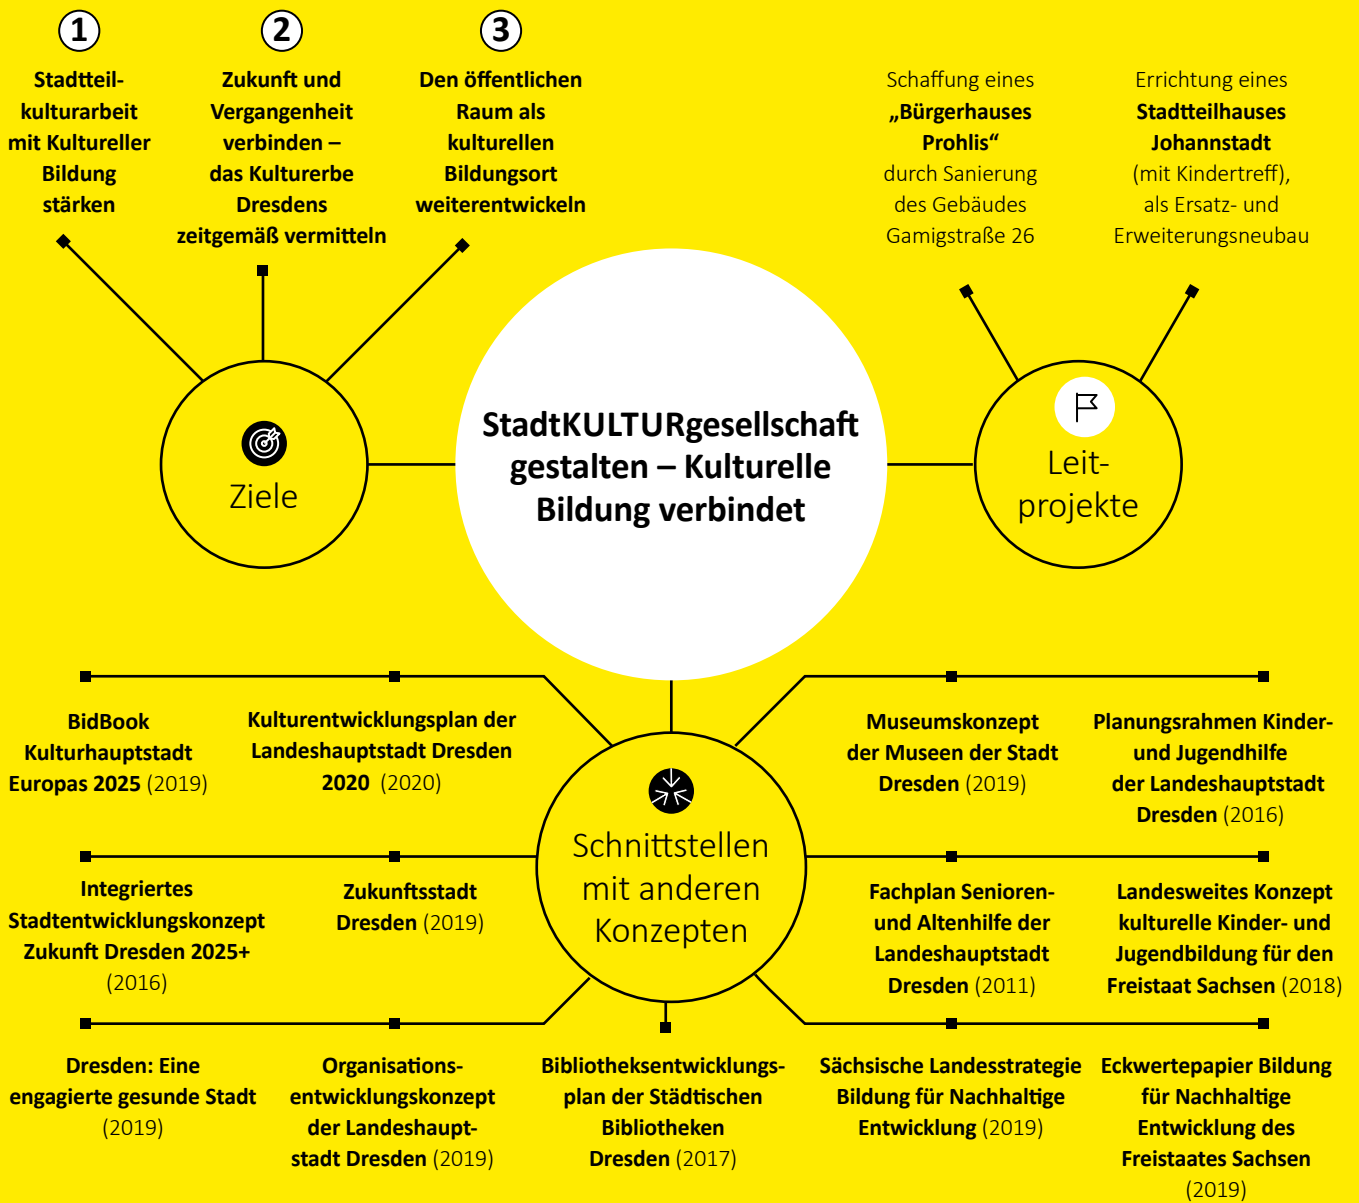 1
Stadtteil-
kulturarbeit
mit Kultureller
Bildung
stärken
2
Zukunft und
Vergangenheit
verbinden –
das Kulturerbe
Dresdens
zeitgemäß vermitteln
3
Den öffentlichen
Raum als
kulturellen
Bildungsort
weiterentwickeln
Schaffung eines
„Bürgerhauses
Prohlis“
durch Sanierung
des Gebäudes
Gamigstraße 26
Errichtung eines
Stadtteilhauses
Johannstadt
(mit Kindertreff),
als Ersatz- und
Erweiterungsneubau
Ziele
StadtKULTURgesellschaft
gestalten – Kulturelle
Bildung verbindet
Leit-
projekte
BidBook
Kulturhauptstadt
Europas 2025 (2019)
Kulturentwicklungsplan der
Landeshauptstadt Dresden
2020 (2020)
Museumskonzept
der Museen der Stadt
Dresden (2019)
Planungsrahmen Kinder-
und Jugendhilfe
der Landeshauptstadt
Dresden (2016)
Schnittstellen
mit anderen
Konzepten
Integriertes
Stadtentwicklungskonzept
Zukunft Dresden 2025+
(2016)
Zukunftsstadt
Dresden (2019)
Fachplan Senioren-
und Altenhilfe der
Landeshauptstadt
Dresden (2011)
Landesweites Konzept
kulturelle Kinder- und
Jugendbildung für den
Freistaat Sachsen (2018)
Dresden: Eine
engagierte gesunde Stadt
(2019)
Organisations-
entwicklungskonzept
der Landeshaupt-
stadt Dresden (2019)
Bibliotheksentwicklungs-
plan der Städtischen
Bibliotheken
Dresden (2017)
Sächsische Landesstrategie
Bildung für Nachhaltige
Entwicklung (2019)
Eckwertepapier Bildung
für Nachhaltige
Entwicklung des
Freistaates Sachsen
(2019)